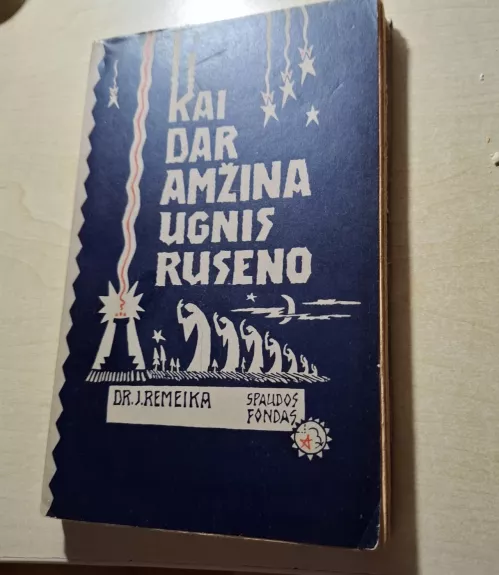 KAI
DAR
AMŽINA
UGNIS
RUSENO
DR.J.REMEIKA
SPAUDOS
FONDAS